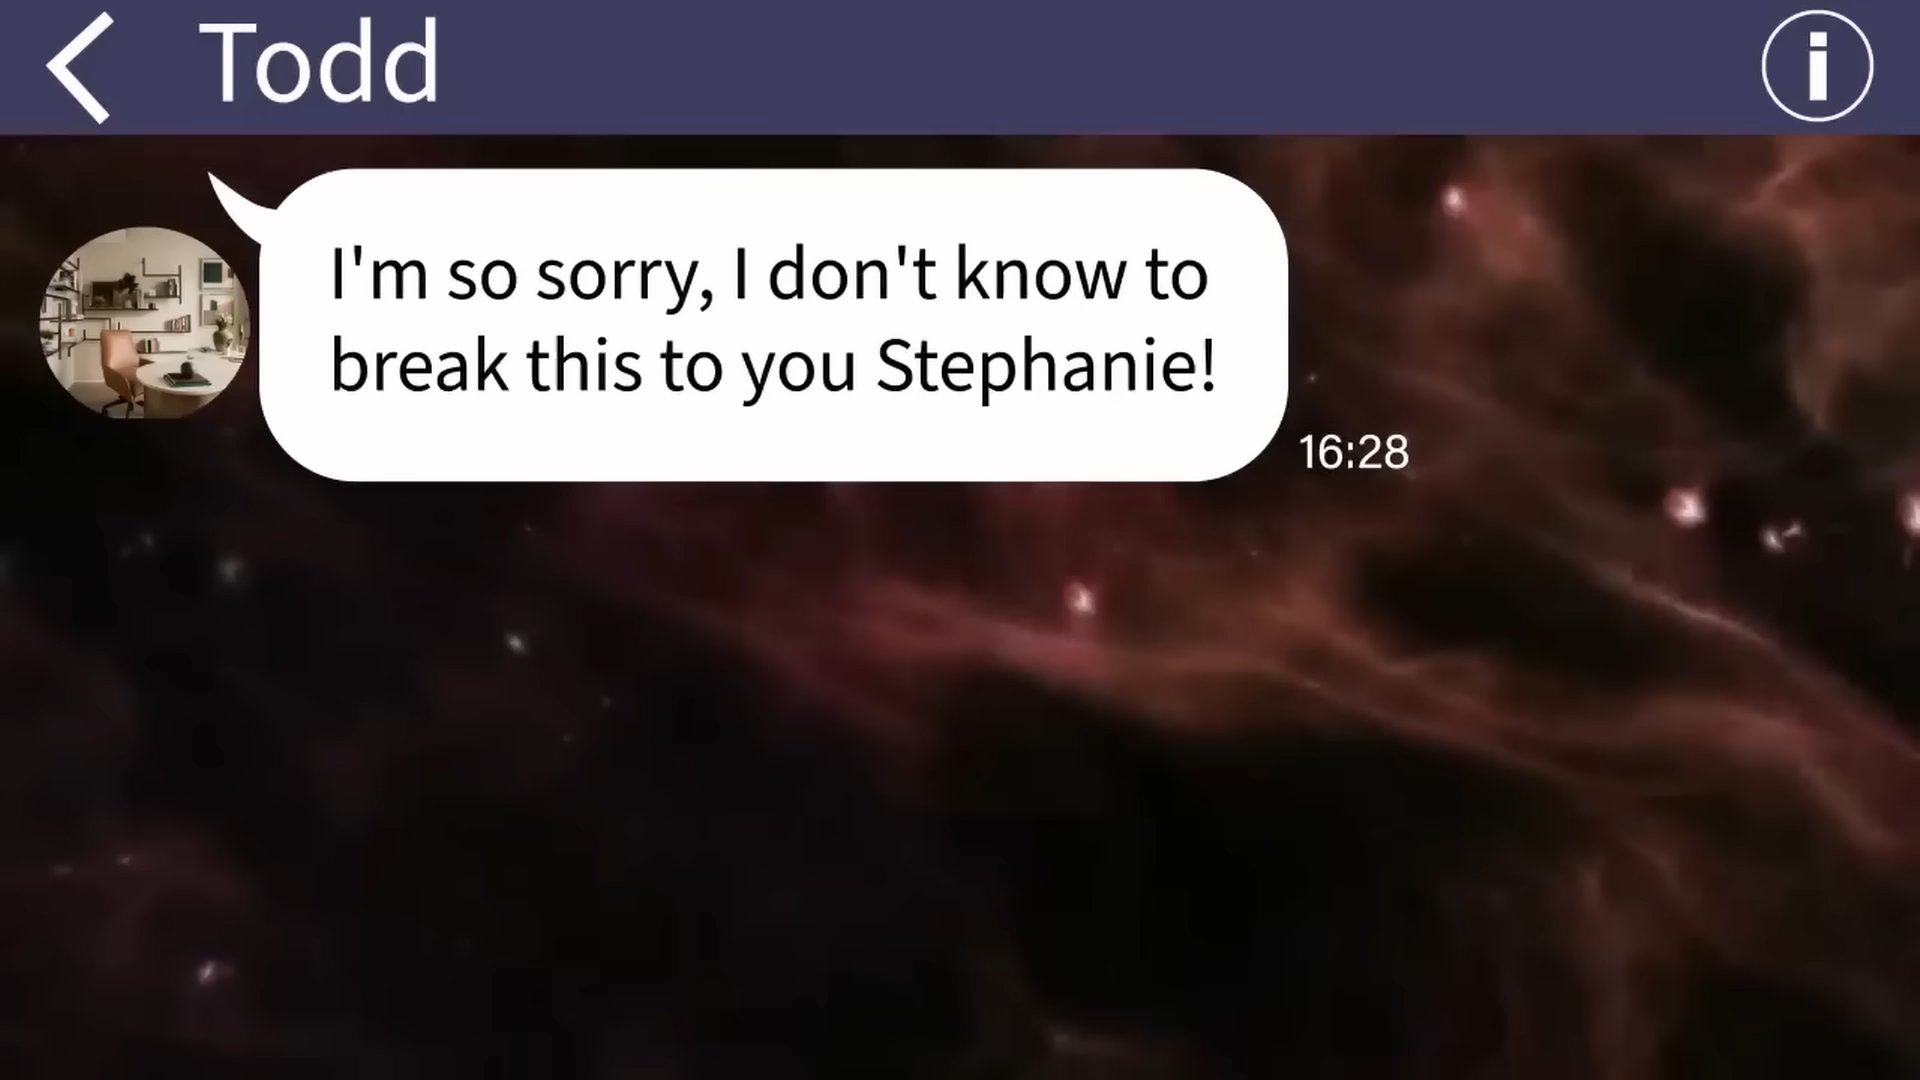 Todd
I'm so sorry, I don't know to
break this to you Stephanie!
16:28